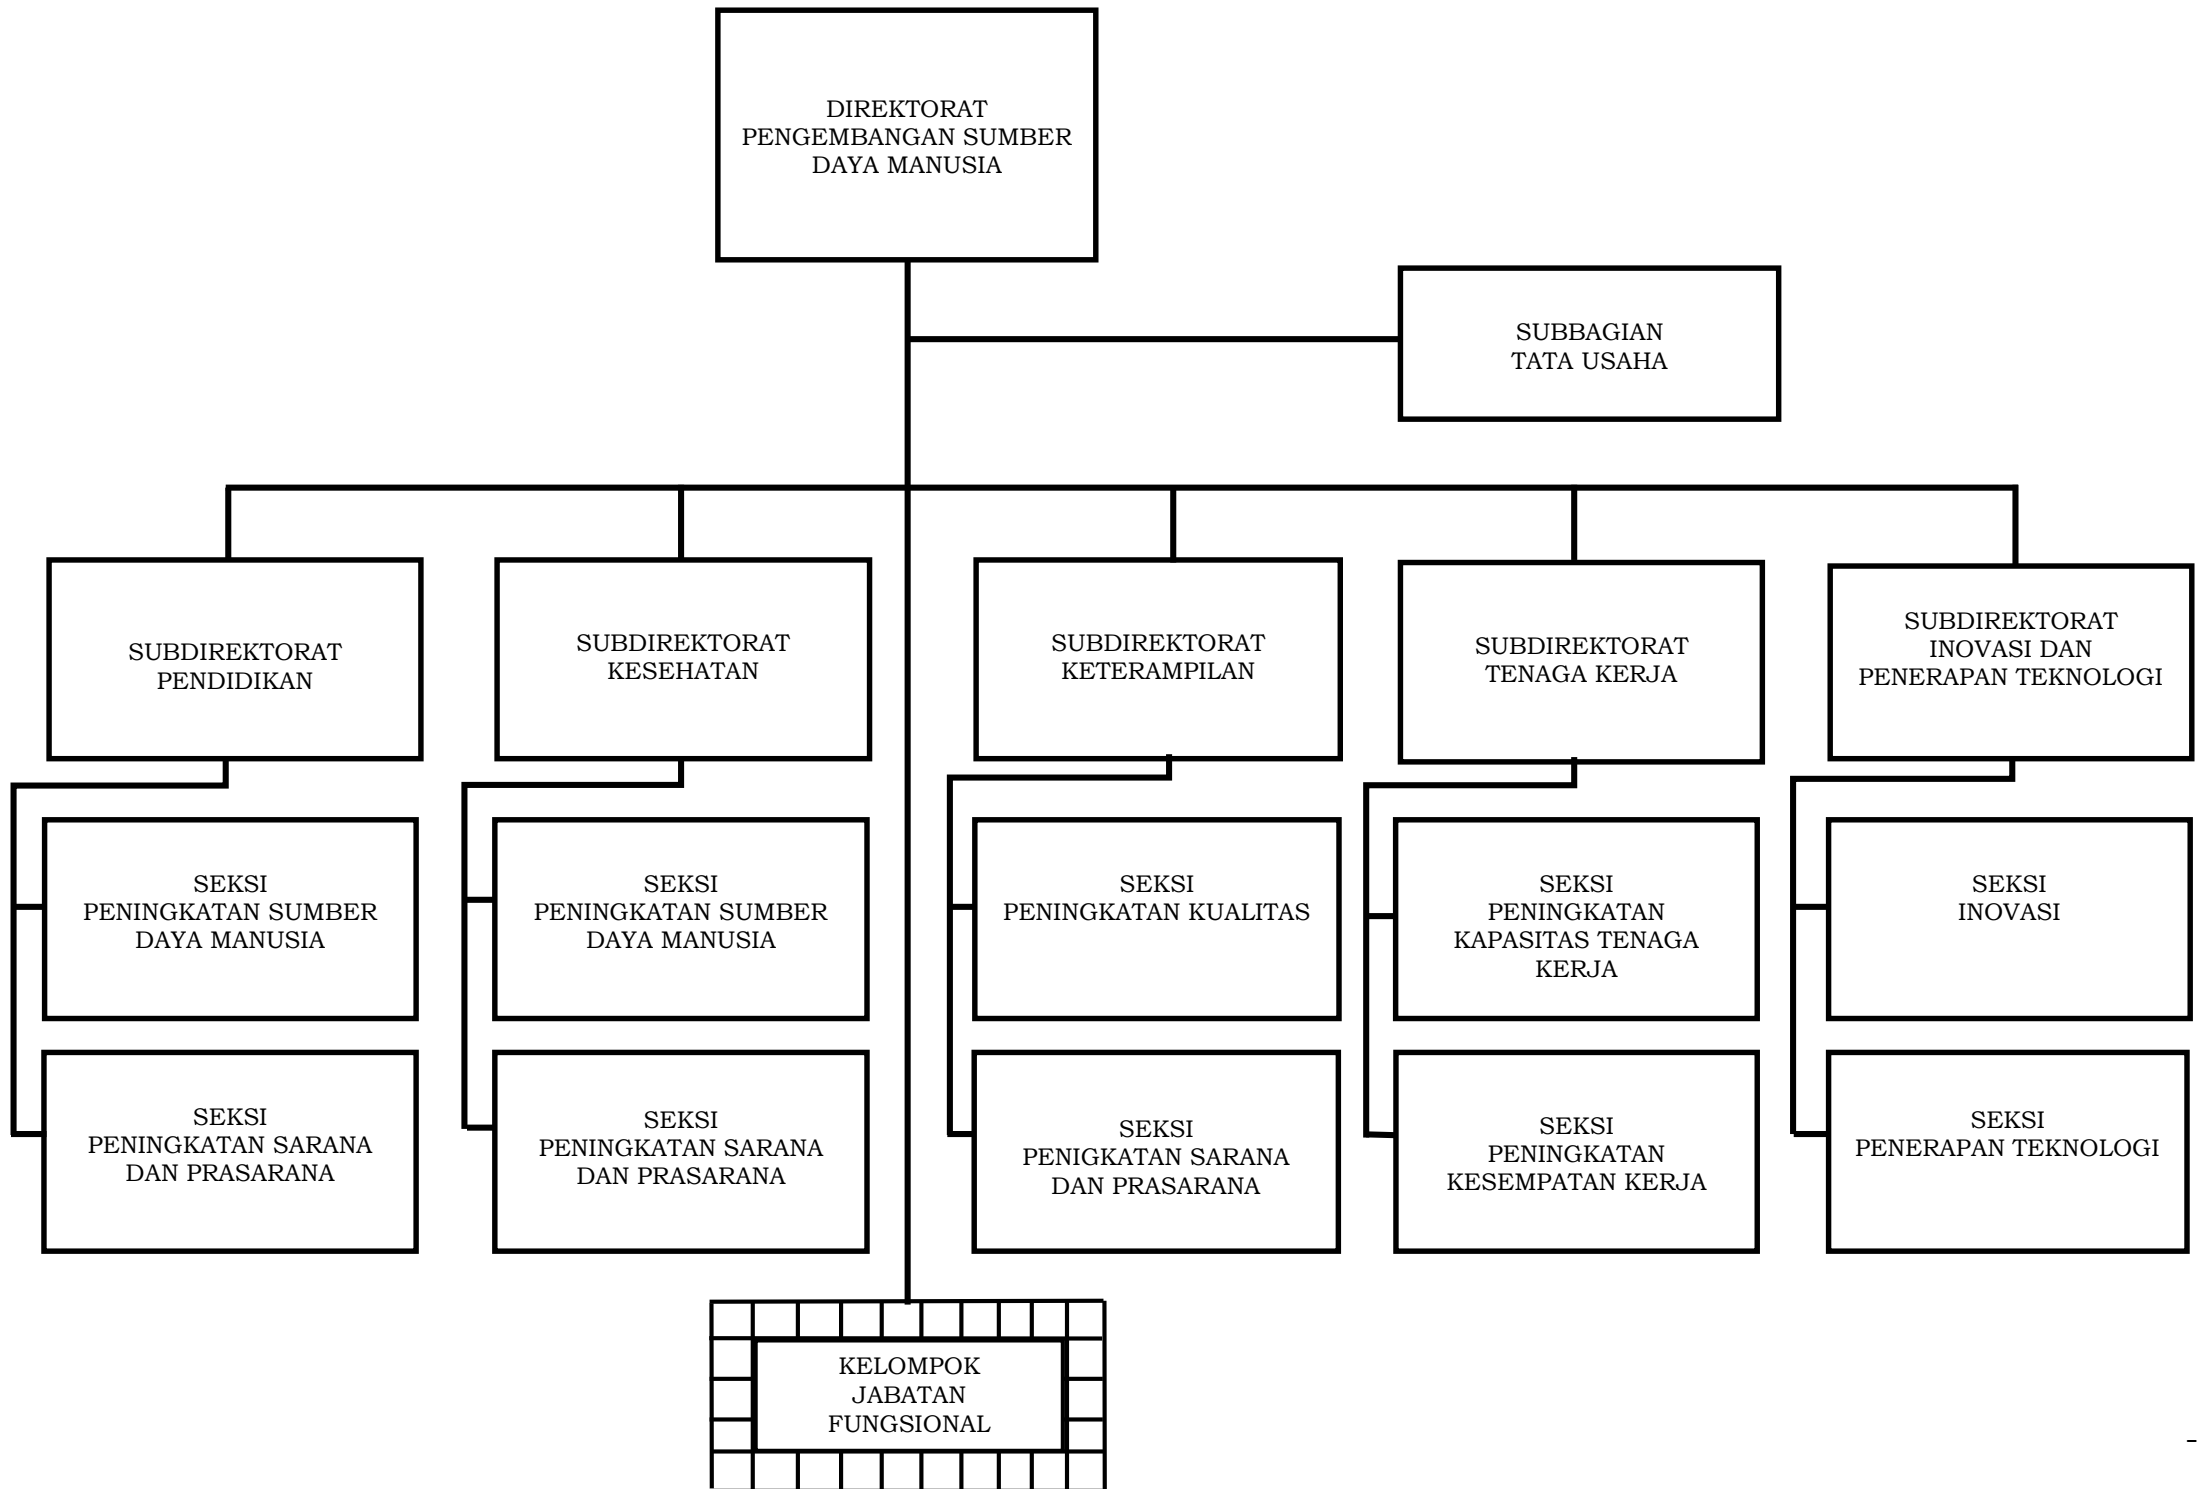 DIREKTORAT
PENGEMBANGAN SUMBER
DAYA MANUSIA
SUBBAGIAN
TATA USAHA
SUBDIREKTORAT
PENDIDIKAN
SUBDIREKTORAT
KESEHATAN
SUBDIREKTORAT
KETERAMPILAN
SUBDIREKTORAT
TENAGA KERJA
SUBDIREKTORAT
INOVASI DAN
PENERAPAN TEKNOLOGI
SEKSI
PENINGKATAN SUMBER
DAYA MANUSIA
SEKSI
PENINGKATAN SUMBER
DAYA MANUSIA
SEKSI
PENINGKATAN KUALITAS
SEKSI
PENINGKATAN
KAPASITAS TENAGA
KERJA
SEKSI
INOVASI
SEKSI
PENINGKATAN SARANA
DAN PRASARANA
SEKSI
PENINGKATAN SARANA
DAN PRASARANA
SEKSI
PENIGKATAN SARANA
DAN PRASARANA
SEKSI
PENINGKATAN
KESEMPATAN KERJA
SEKSI
PENERAPAN TEKNOLOGI
KELOMPOK
JABATAN
FUNGSIONAL
-